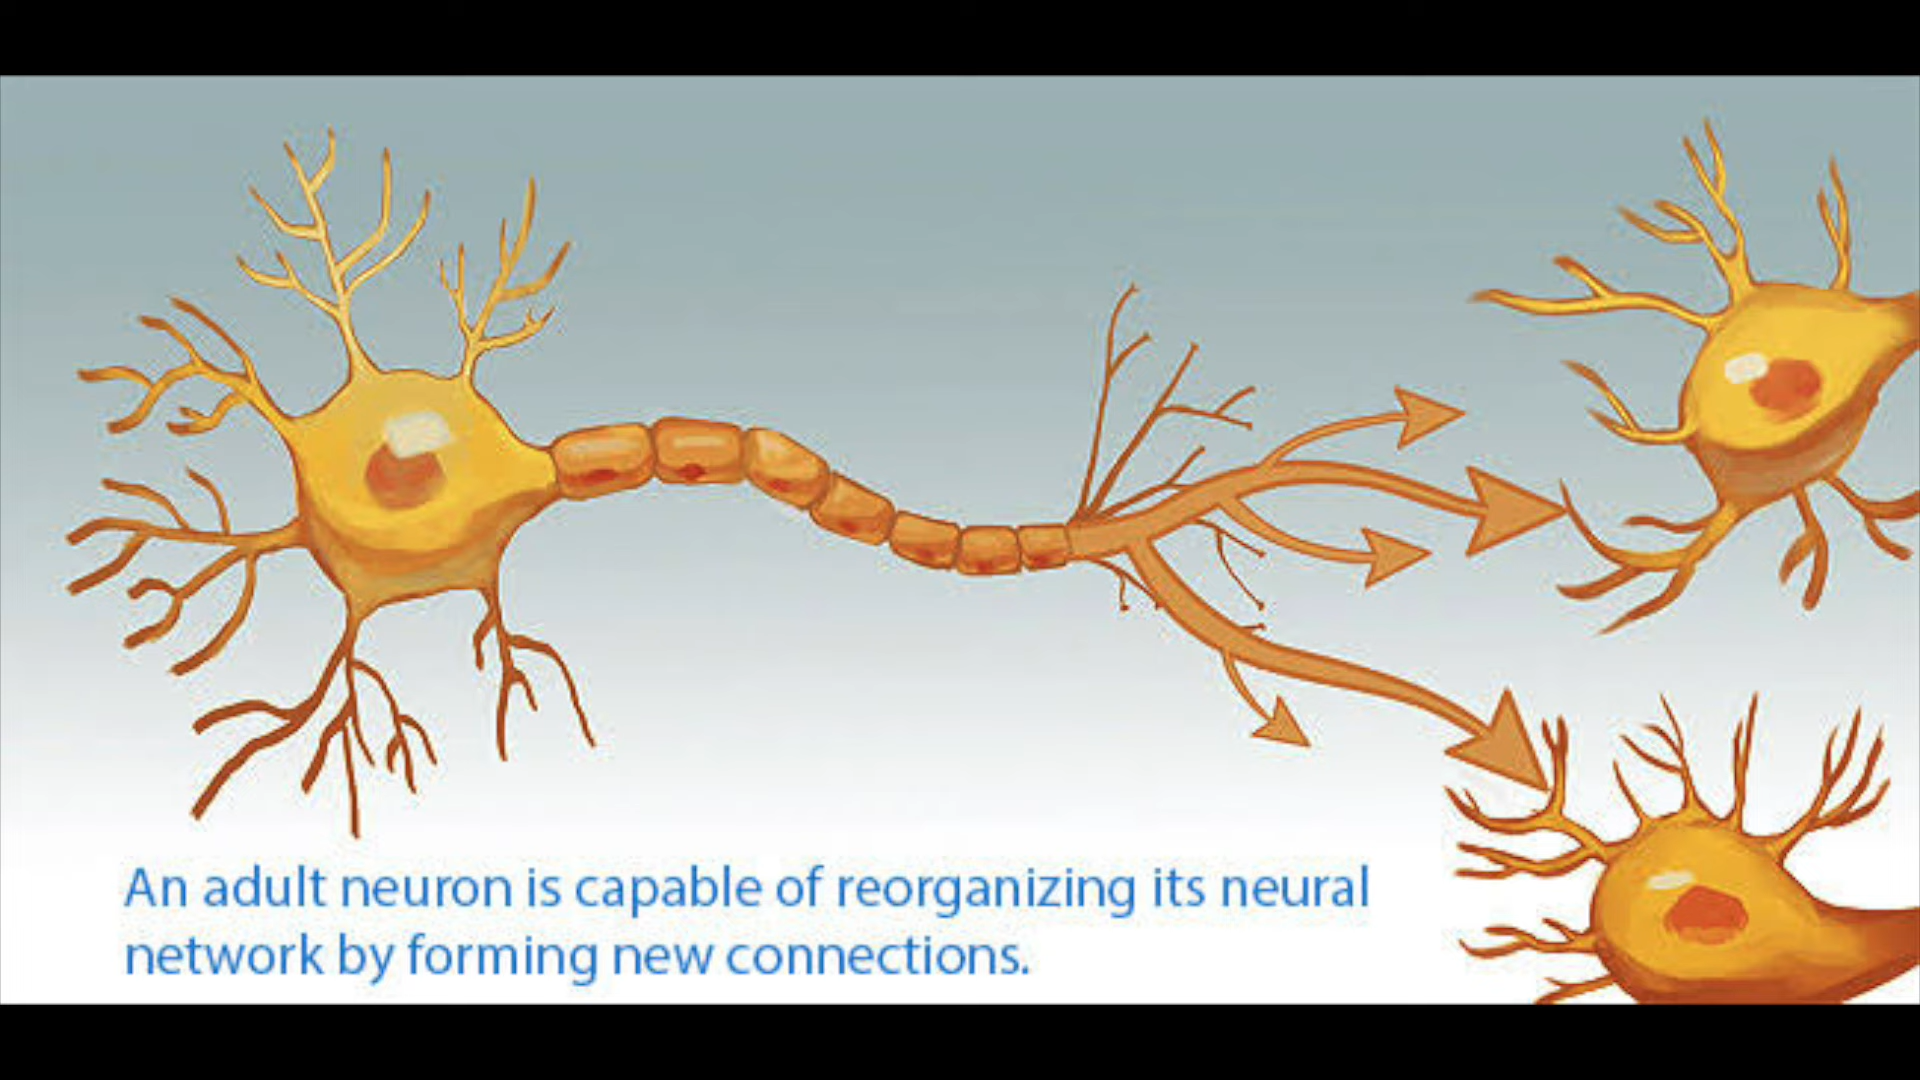 An adult neuron is capable of reorganizing its neural
network by forming new connections.